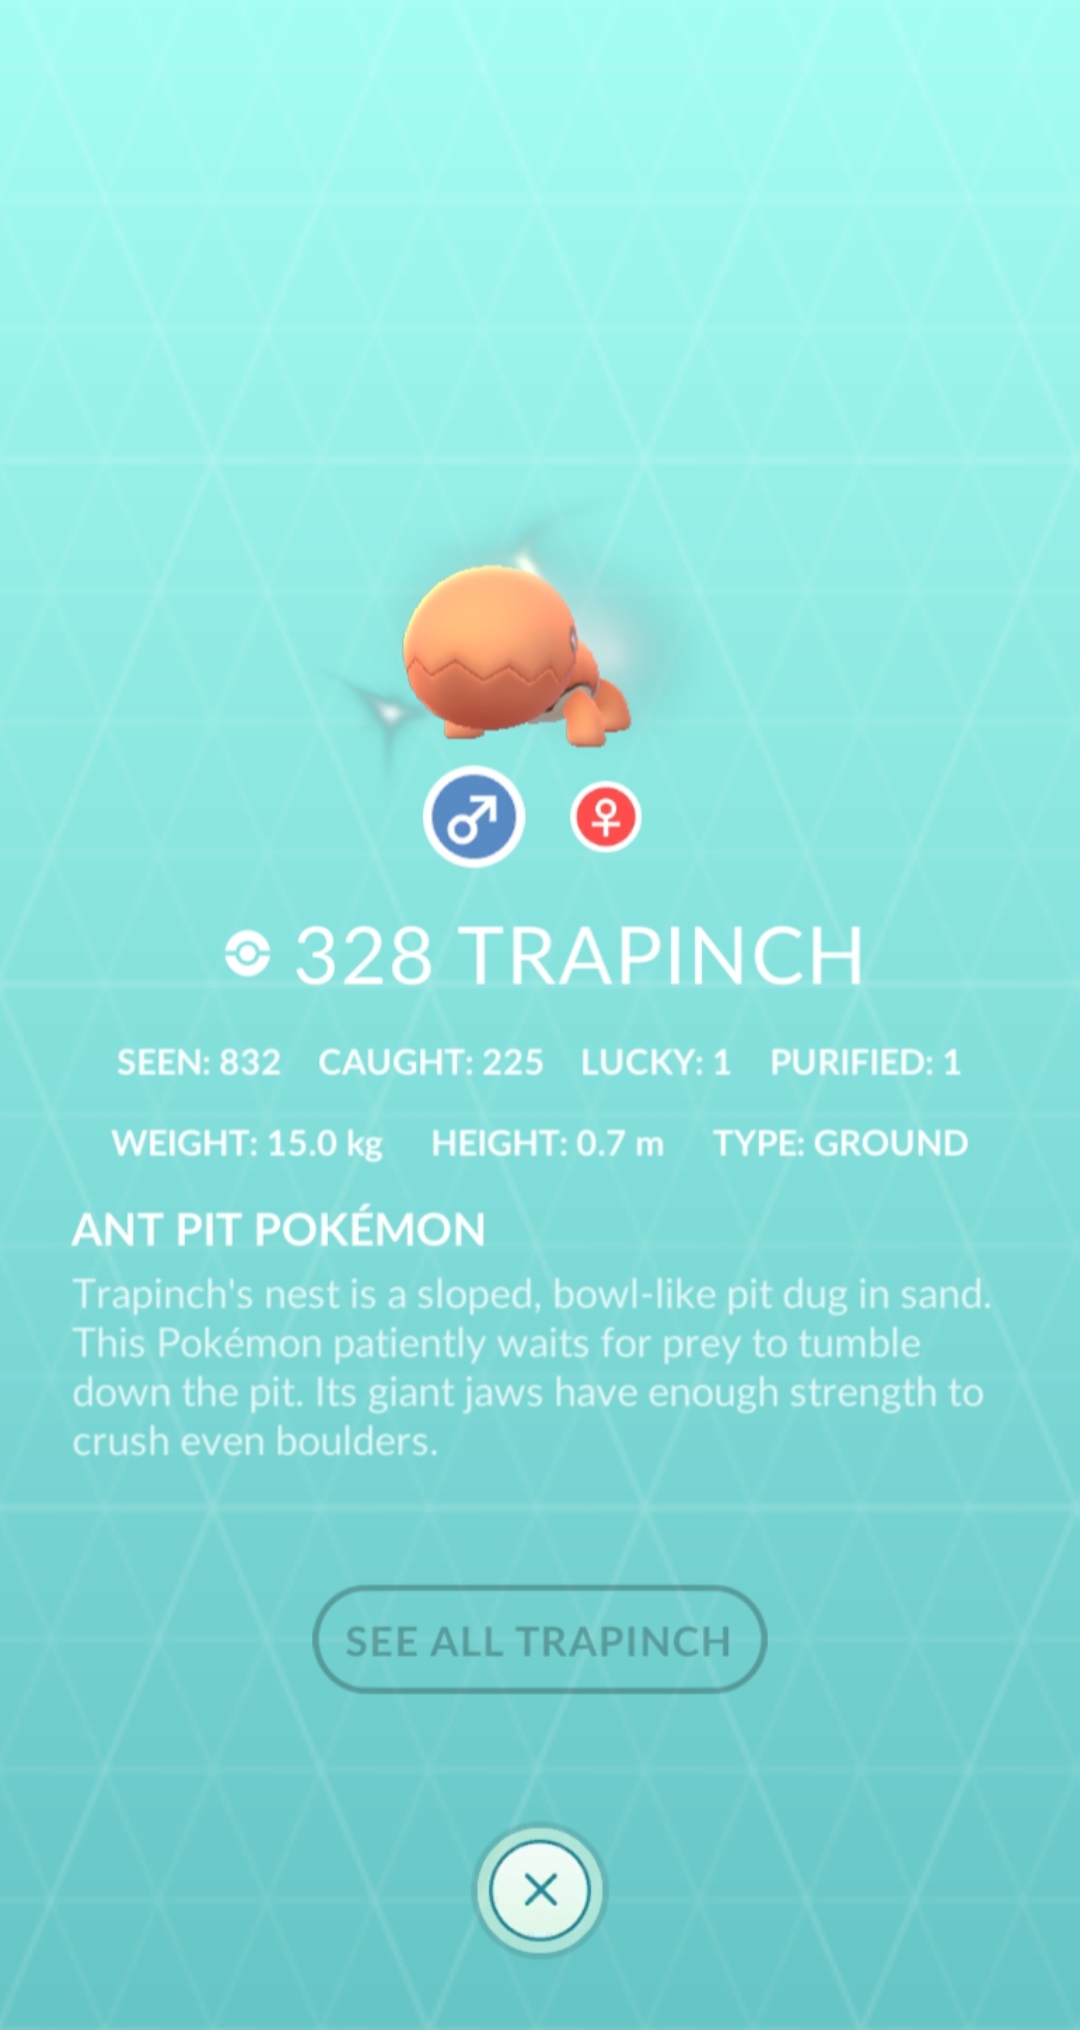 328 TRAPINCH
SEEN: 832 CAUGHT: 225 LUCKY: 1 PURIFIED: 1
WEIGHT: 15.0 kg HEIGHT: 0.7 m TYPE: GROUND
ANT PIT POKÉMON
Trapinch's nest is a sloped, bowl-like pit dug in sand.
This Pokémon patiently waits for prey to tumble
down the pit. Its giant jaws have enough strength to
crush even boulders.
SEE ALL TRAPINCH